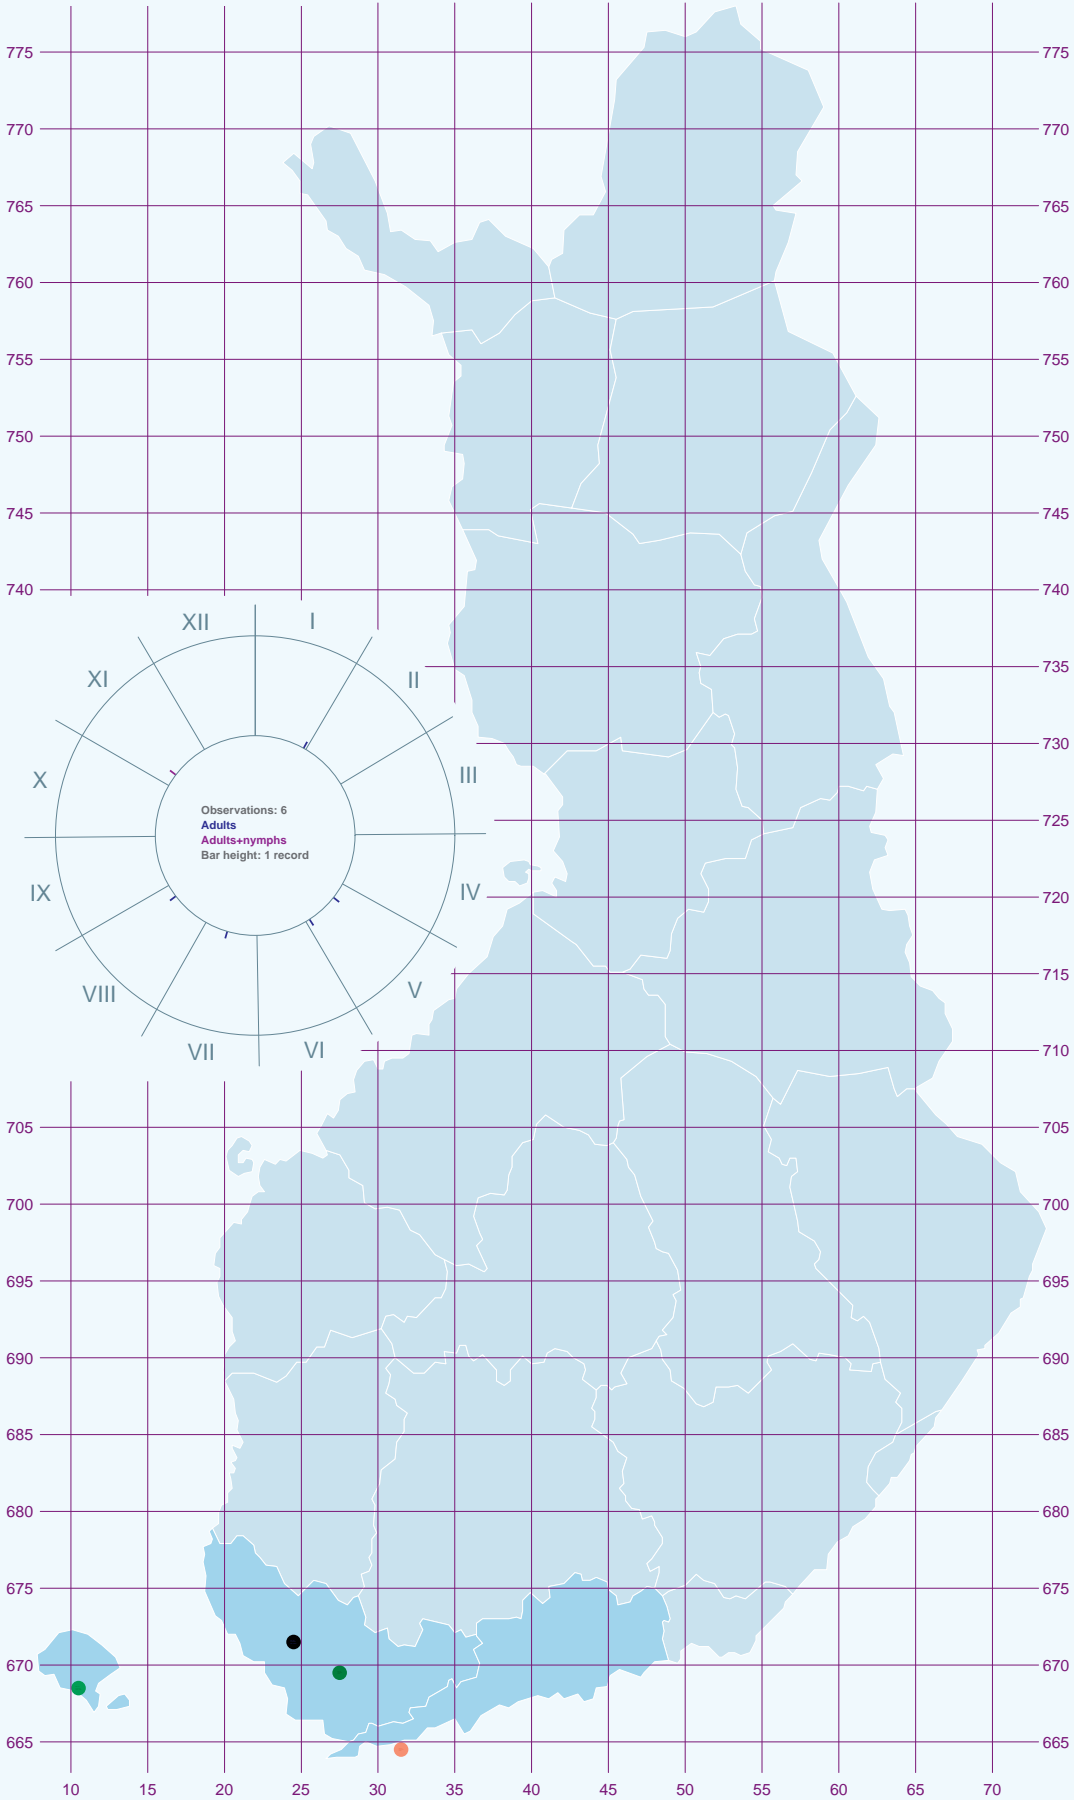 775 775
770 770
765 765
760 760
755 755
750 750
745 745
740 740
XII I
735
XI II
730
X III
Observations: 6
Adults
725
Adults+nymphs
Bar height: 1 record
IX IV
720
715
VIII V
710
VII VI
705 705
700 700
695 695
690 690
685 685
680 680
675 675
670 670
665 665
10 15 20 25 30 35 40 45 50 55 60 65 70